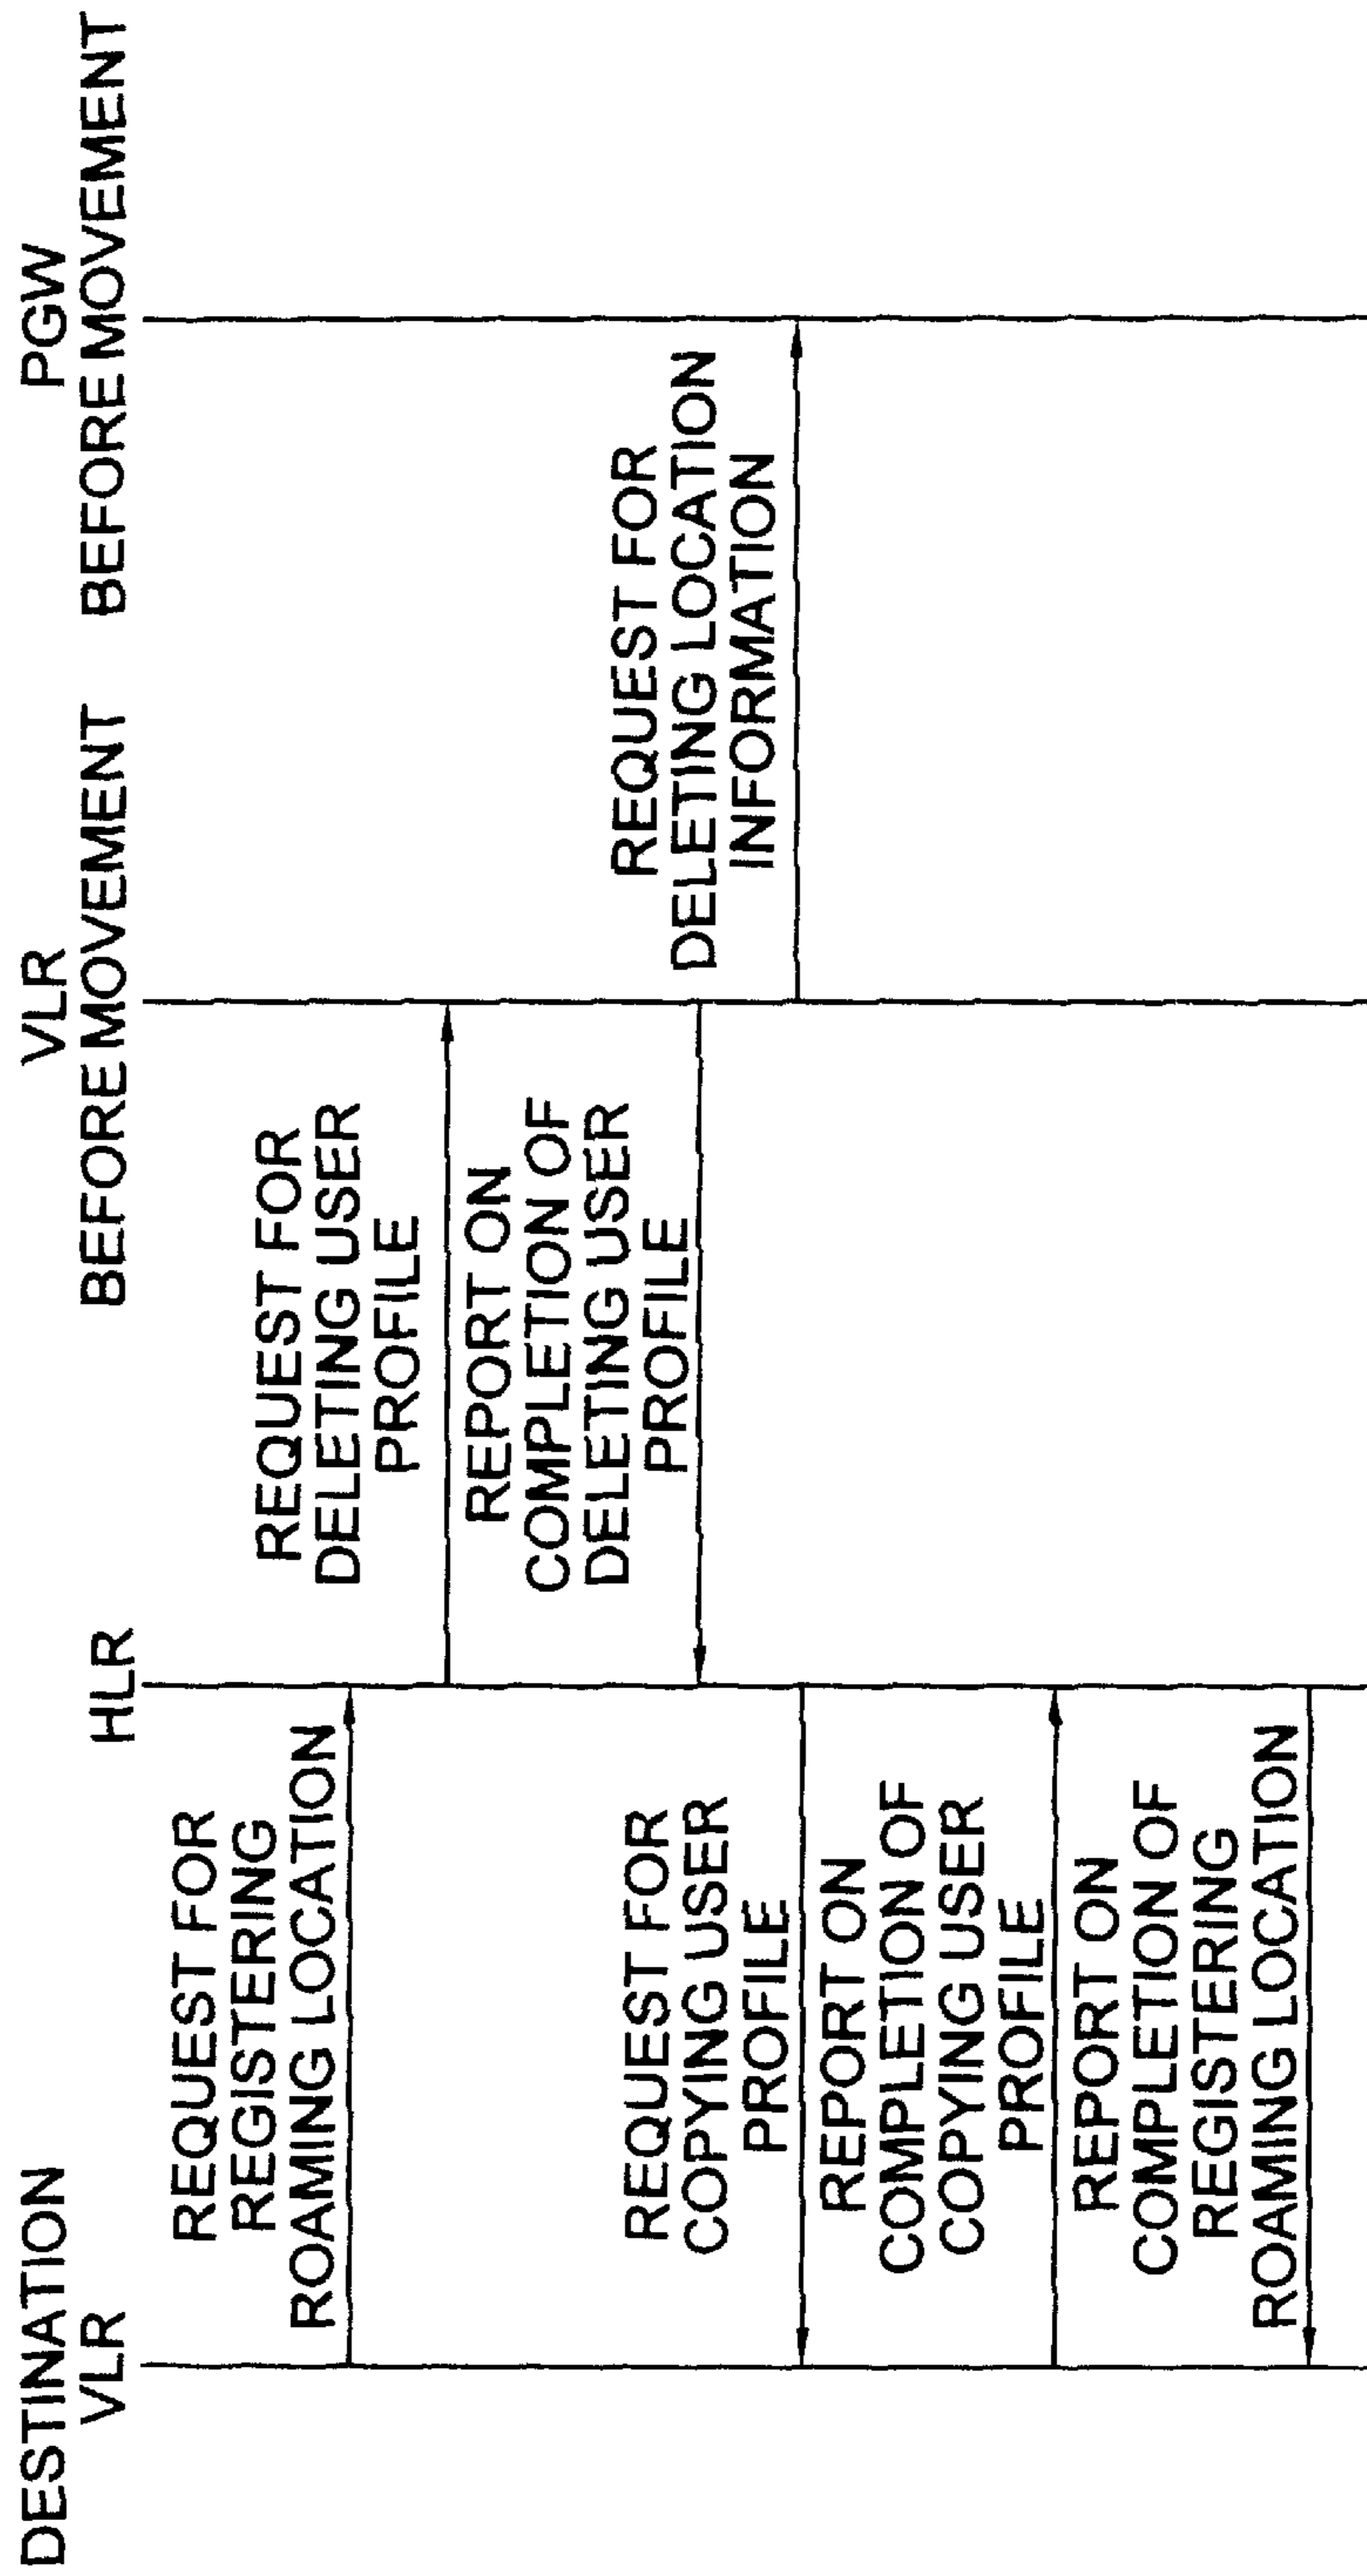 DESTINATION
VLR
HLR
VLR
BEFORE MOVEMENT
PGW
BEFORE MOVEMENT
REQUEST FOR
REGISTERING
ROAMING LOCATION
REQUEST FOR
DELETING USER
PROFILE
REPORT ON
COMPLETION OF
DELETING USER
PROFILE
REQUEST FOR
DELETING LOCATION
INFORMATION
REQUEST FOR
COPYING USER
PROFILE
REPORT ON
COMPLETION OF
COPYING USER
PROFILE
REPORT ON
COMPLETION OF
REGISTERING
ROAMING LOCATION